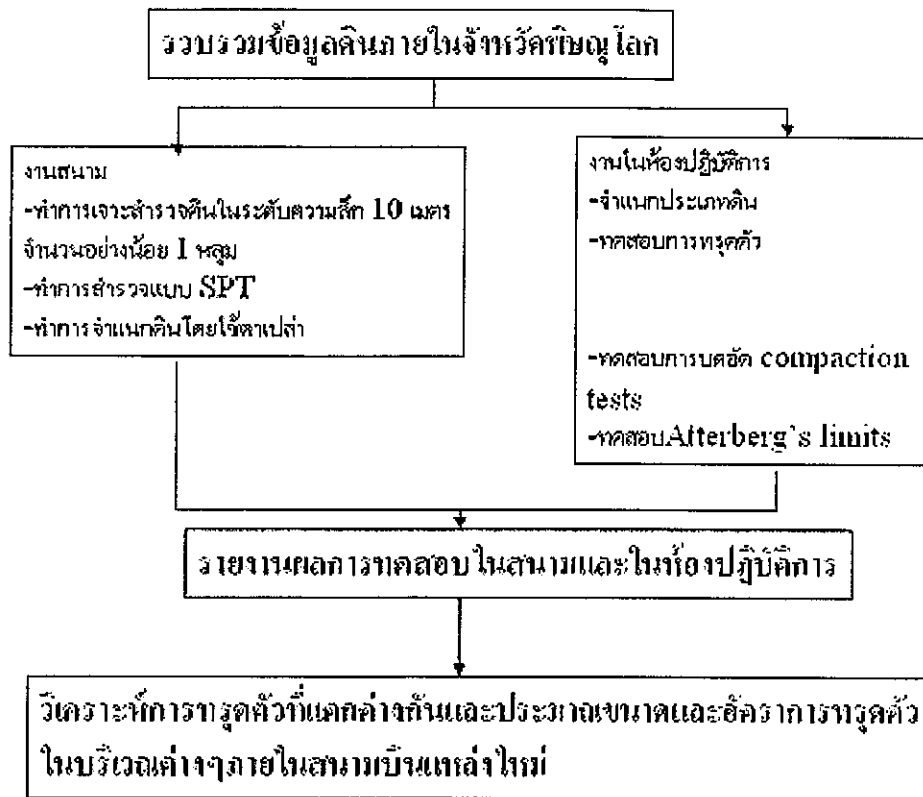 รวบรวมข้อมูลดินภายในจังหวัดพิษณุโลก
งานสนาม
-ทำการเจาะสำรวจดินในระดับความลึก 10 เมตร
จำนวนอย่างน้อย 1 หลุม
-ทำการสำรวจแบบ SPT
-ทำการจำแนกดินโดยใช้ตาเปล่า
งานในห้องปฏิบัติการ
-จำแนกประเภทดิน
-ทดสอบการทรุดตัว
-ทดสอบการบดอัด compaction
tests
-ทดสอบAtterberg's limits
รายงานผลการทดสอบในสนามและในห้องปฏิบัติการ
วิเคราะห์การทรุดตัวที่แตกต่างกันและประมาณขนาดและอัตราการทรุดตัว
ในบริเวณต่างๆภายในสนามบินแหล่งใหม่